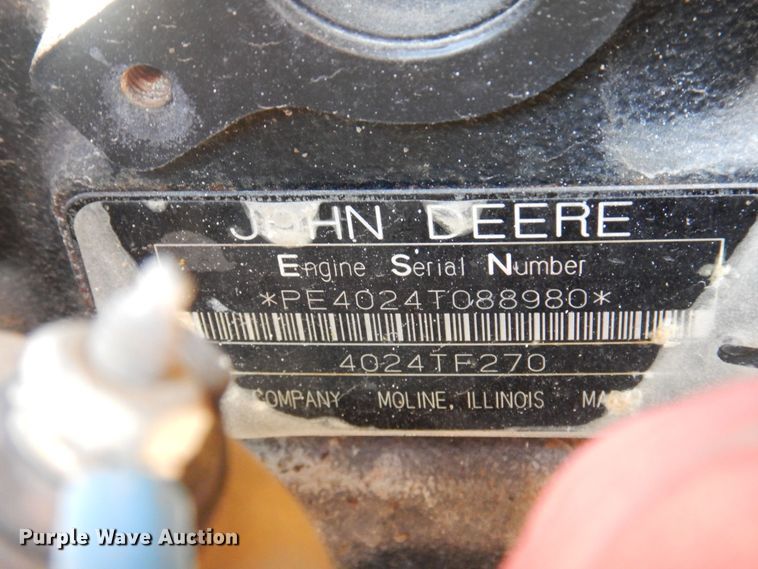 JOHN DEERE
Engine Serial Number
*PE4024T088980*
4024TF270
COMPANY MOLINE, ILLINOIS
Purple Wave Auction